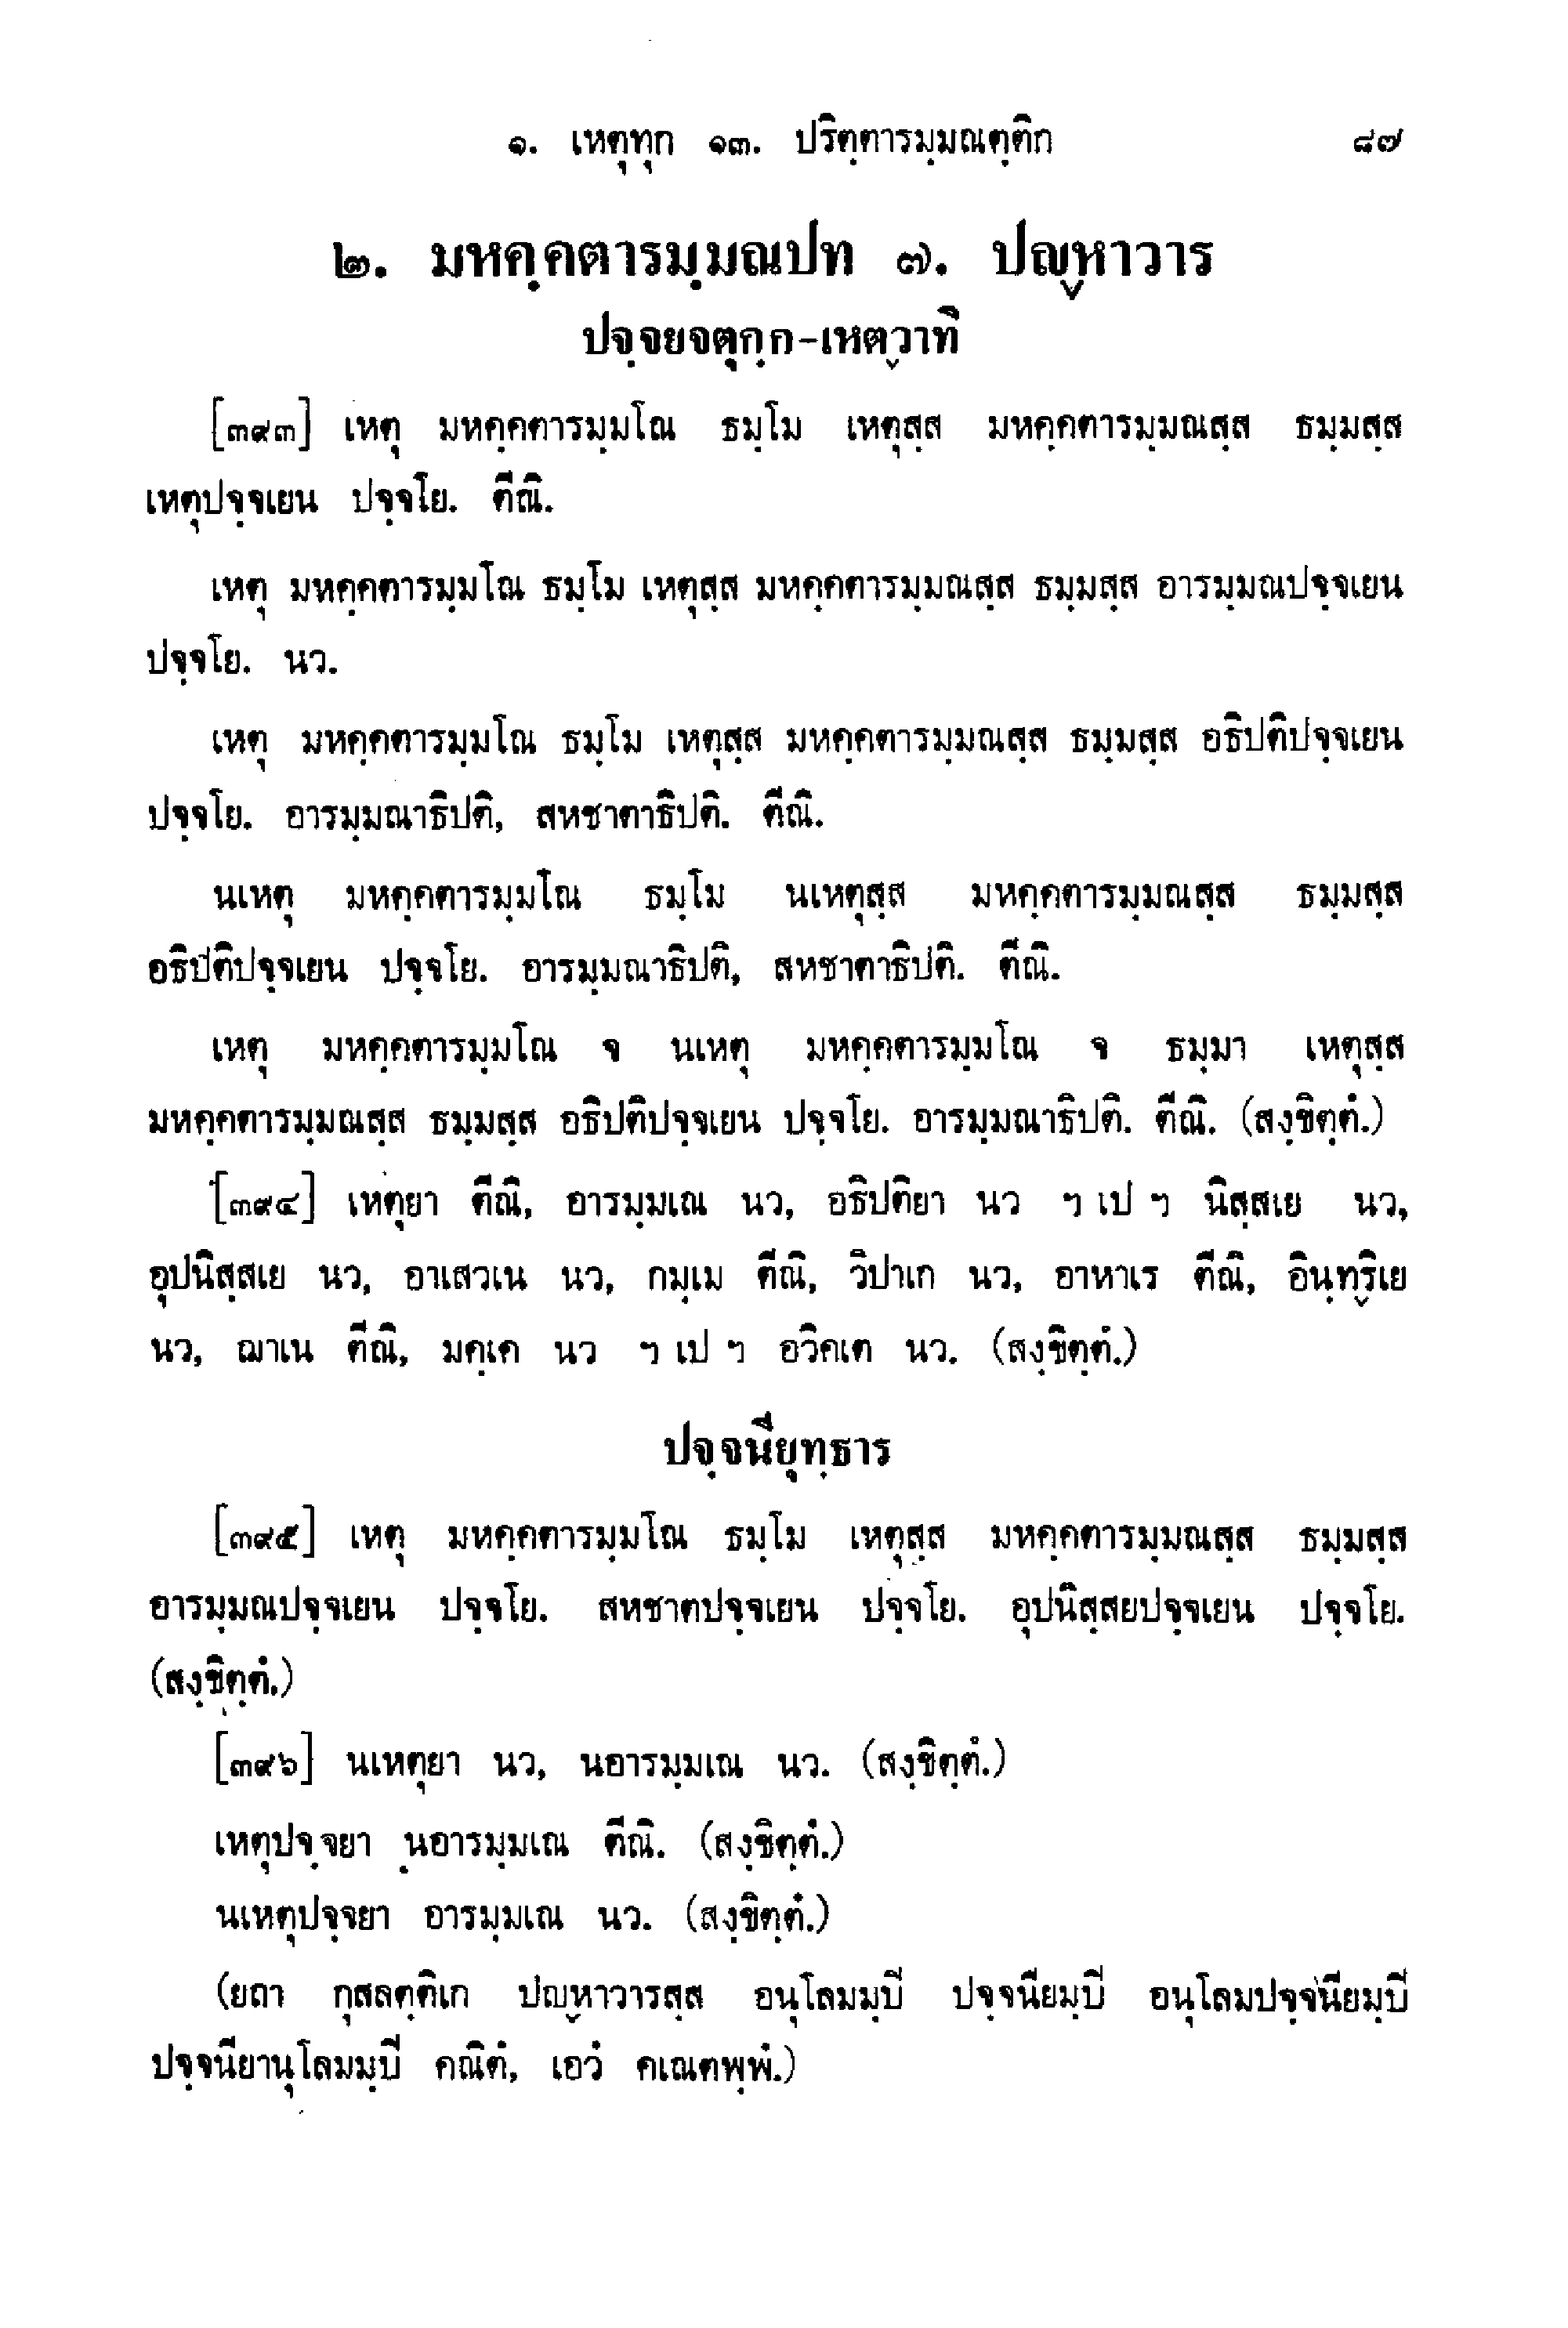 ๑. เหตุทุก ๑๓. ปริตฺตารมฺมณตฺติก ๘๗
๒. มหคฺคตารมฺมณปท ๗. ปญฺหาวาร
ปจฺจยจตุกฺก-เหตฺวาทิ
[๓๙๓] เหตุ มหคฺคตารมฺมโณ ธมฺโม เหตุสฺส มหคฺคตารมฺมณสฺส ธมฺมสฺส
เหตุปจฺจเยน ปจฺจโย. ตีณิ.
เหตุ มหคฺคตารมฺมโณ ธมฺโม เหตุสฺส มหคฺคตารมฺมณสฺส ธมฺมสฺส อารมฺมณปจฺจเยน
ปจฺจโย. นว.
เหตุ มหคฺคตารมฺมโณ ธมฺโม เหตุสฺส มหคฺคตารมฺมณสฺส ธมฺมสฺส อธิปติปจฺจเยน
ปจฺจโย. อารมฺมณาธิปติ, สหชาตาธิปติ. ตีณิ.
นเหตุ มหคฺคตารมฺมโณ ธมฺโม นเหตุสฺส มหคฺคตารมฺมณสฺส ธมฺมสฺส
อธิปติปจฺจเยน ปจฺจโย. อารมฺมณาธิปติ, สหชาตาธิปติ. ตีณิ.
เหตุ มหคฺคตารมฺมโณ จ นเหตุ มหคฺคตารมฺมโณ จ ธมฺมา เหตุสฺส
มหคฺคตารมฺมณสฺส ธมฺมสฺส อธิปติปจฺจเยน ปจฺจโย. อารมฺมณาธิปติ. ตีณิ. (สงฺขิตฺตํ.)
[๓๙๔] เหตุยา ตีณิ, อารมฺมเณ นว, อธิปติยา นว ฯ เป ฯ นิสฺสเย นว,
อุปนิสฺสเย นว, อาเสวเน นว, กมฺเม ตีณิ, วิปาเก นว, อาหาเร ตีณิ, อินฺทฺริเย
นว, ฌาเน ตีณิ, มคฺเค นว ฯ เป ฯ อวิคเต นว. (สงฺขิตฺตํ.)
ปจฺจนียุทฺธาร
[๓๙๕] เหตุ มหคฺคตารมฺมโณ ธมฺโม เหตุสฺส มหคฺคตารมฺมณสฺส ธมฺมสฺส
อารมฺมณปจฺจเยน ปจฺจโย. สหชาตปจฺจเยน ปจฺจโย. อุปนิสฺสยปจฺจเยน ปจฺจโย.
(สงฺขิตฺตํ.)
[๓๙๖] นเหตุยา นว, นอารมฺมเณ นว. (สงฺขิตฺตํ.)
เหตุปจฺจยา นอารมฺมเณ ตีณิ. (สงฺขิตฺตํ.)
นเหตุปจฺจยา อารมฺมเณ นว. (สงฺขิตฺตํ.)
(ยถา กุสลตฺติเก ปญฺหาวารสฺส อนุโลมมฺปิ ปจฺจนียมฺปิ อนุโลมปจฺจนียมฺปิ
ปจฺจนียานุโลมมฺปิ คณิตํ, เอวํ คเณตพฺพํ.)